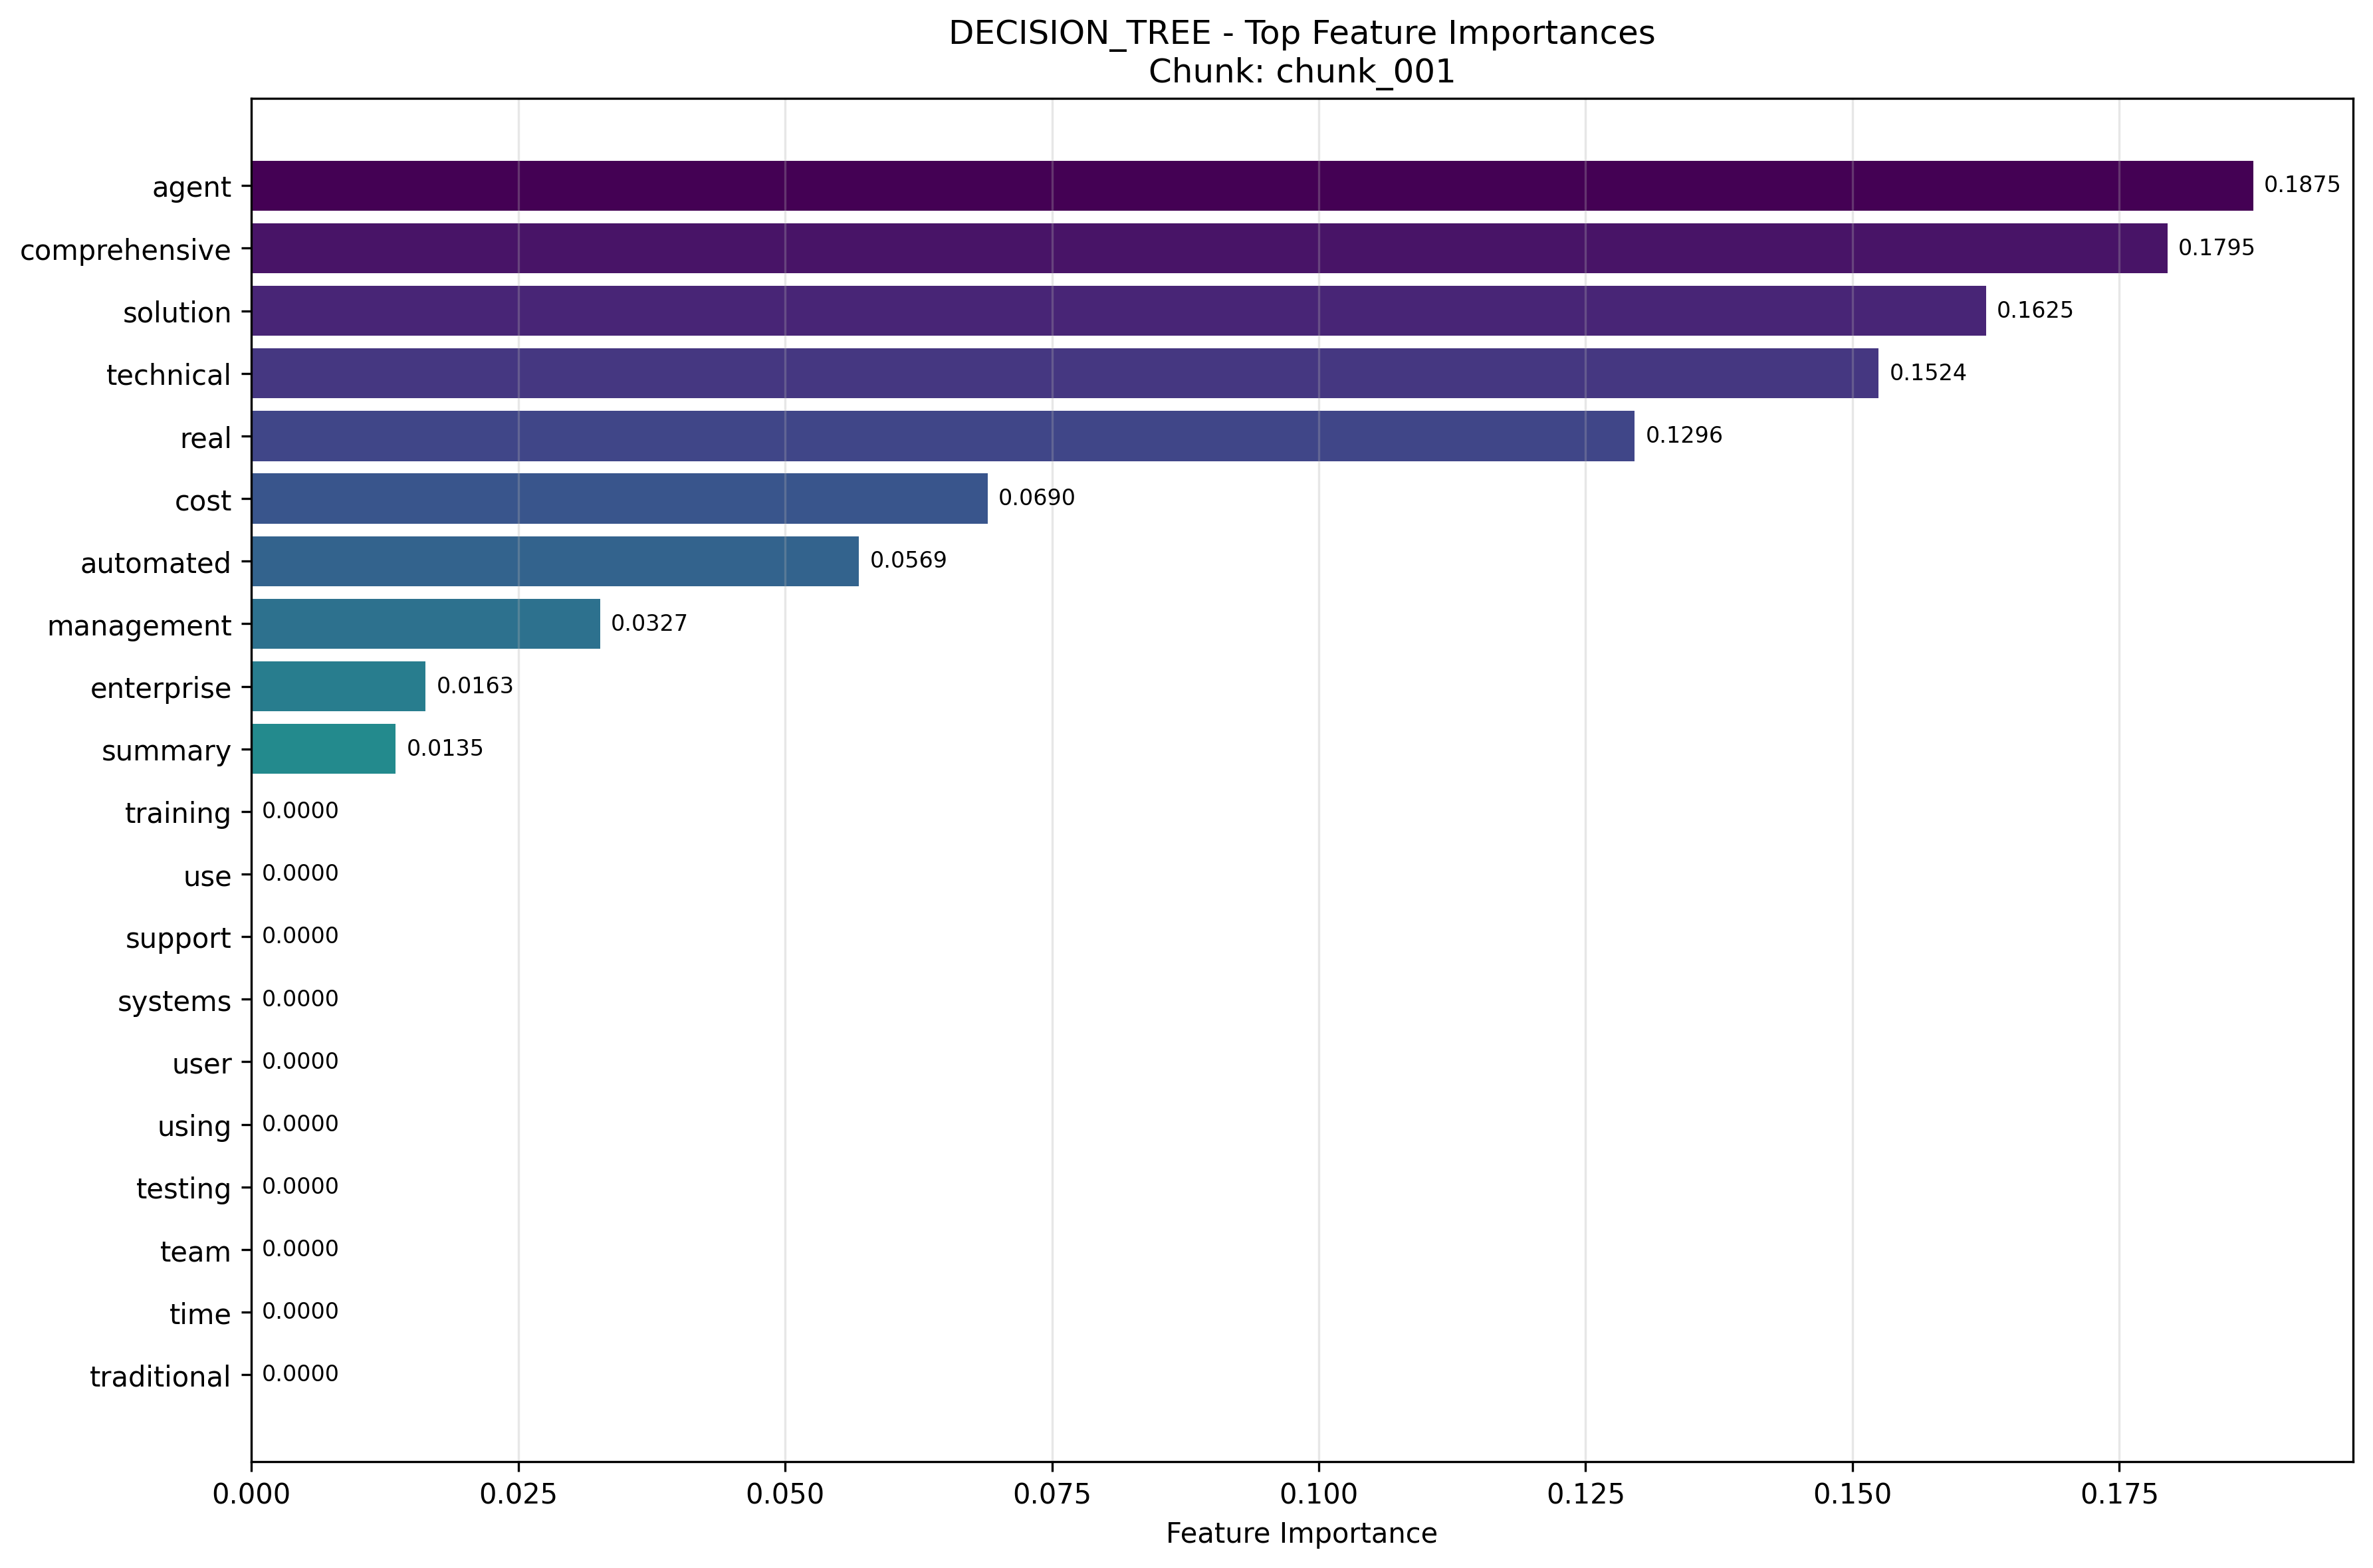 DECISION_TREE - Top Feature Importances
Chunk: chunk_001
agent 0.1875
comprehensive 0.1795
solution 0.1625
technical 0.1524
real 0.1296
cost 0.0690
automated 0.0569
management 0.0327
enterprise 0.0163
summary 0.0135
training 0.0000
use 0.0000
support 0.0000
systems 0.0000
user 0.0000
using 0.0000
testing 0.0000
team 0.0000
time 0.0000
traditional 0.0000
0.000 0.025 0.050 0.075 0.100 0.125 0.150 0.175
Feature Importance